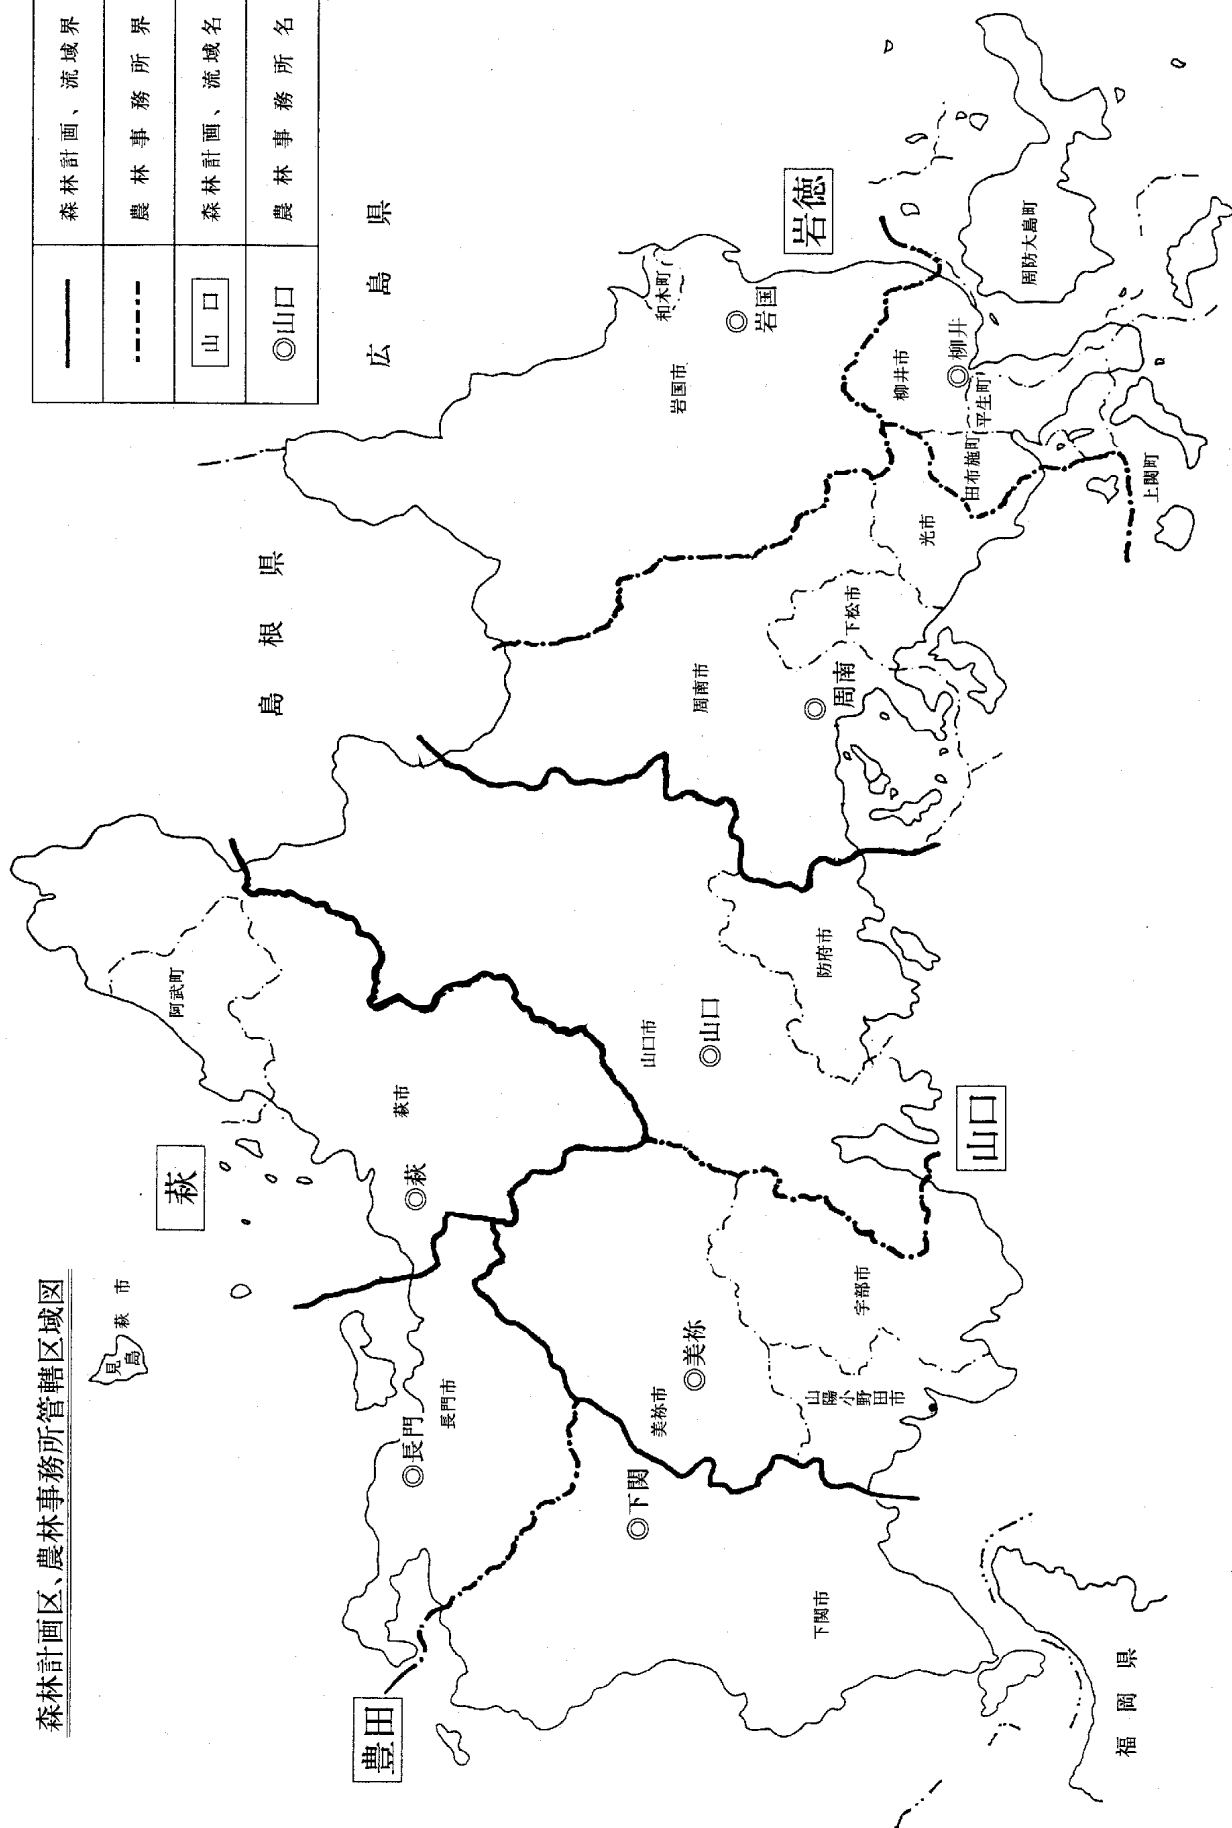 森林計画区、農林事務所管轄区域図
森林計画、流域界
農林事務所界
山口
森林計画、流域名
◎山口
農林事務所名
見島
萩市
萩
阿武町
島根県
広島県
豊田
◎長門
長門市
◎萩
萩市
◎下関
下関市
美祢市
◎美祢
山陽小野田市
宇部市
山口市
◎山口
防府市
山口
周南市
◎周南
下松市
光市
岩国市
和木町
◎岩国
岩徳
柳井市
◎柳井
田布施町
平生町
上関町
周防大島町
福岡県